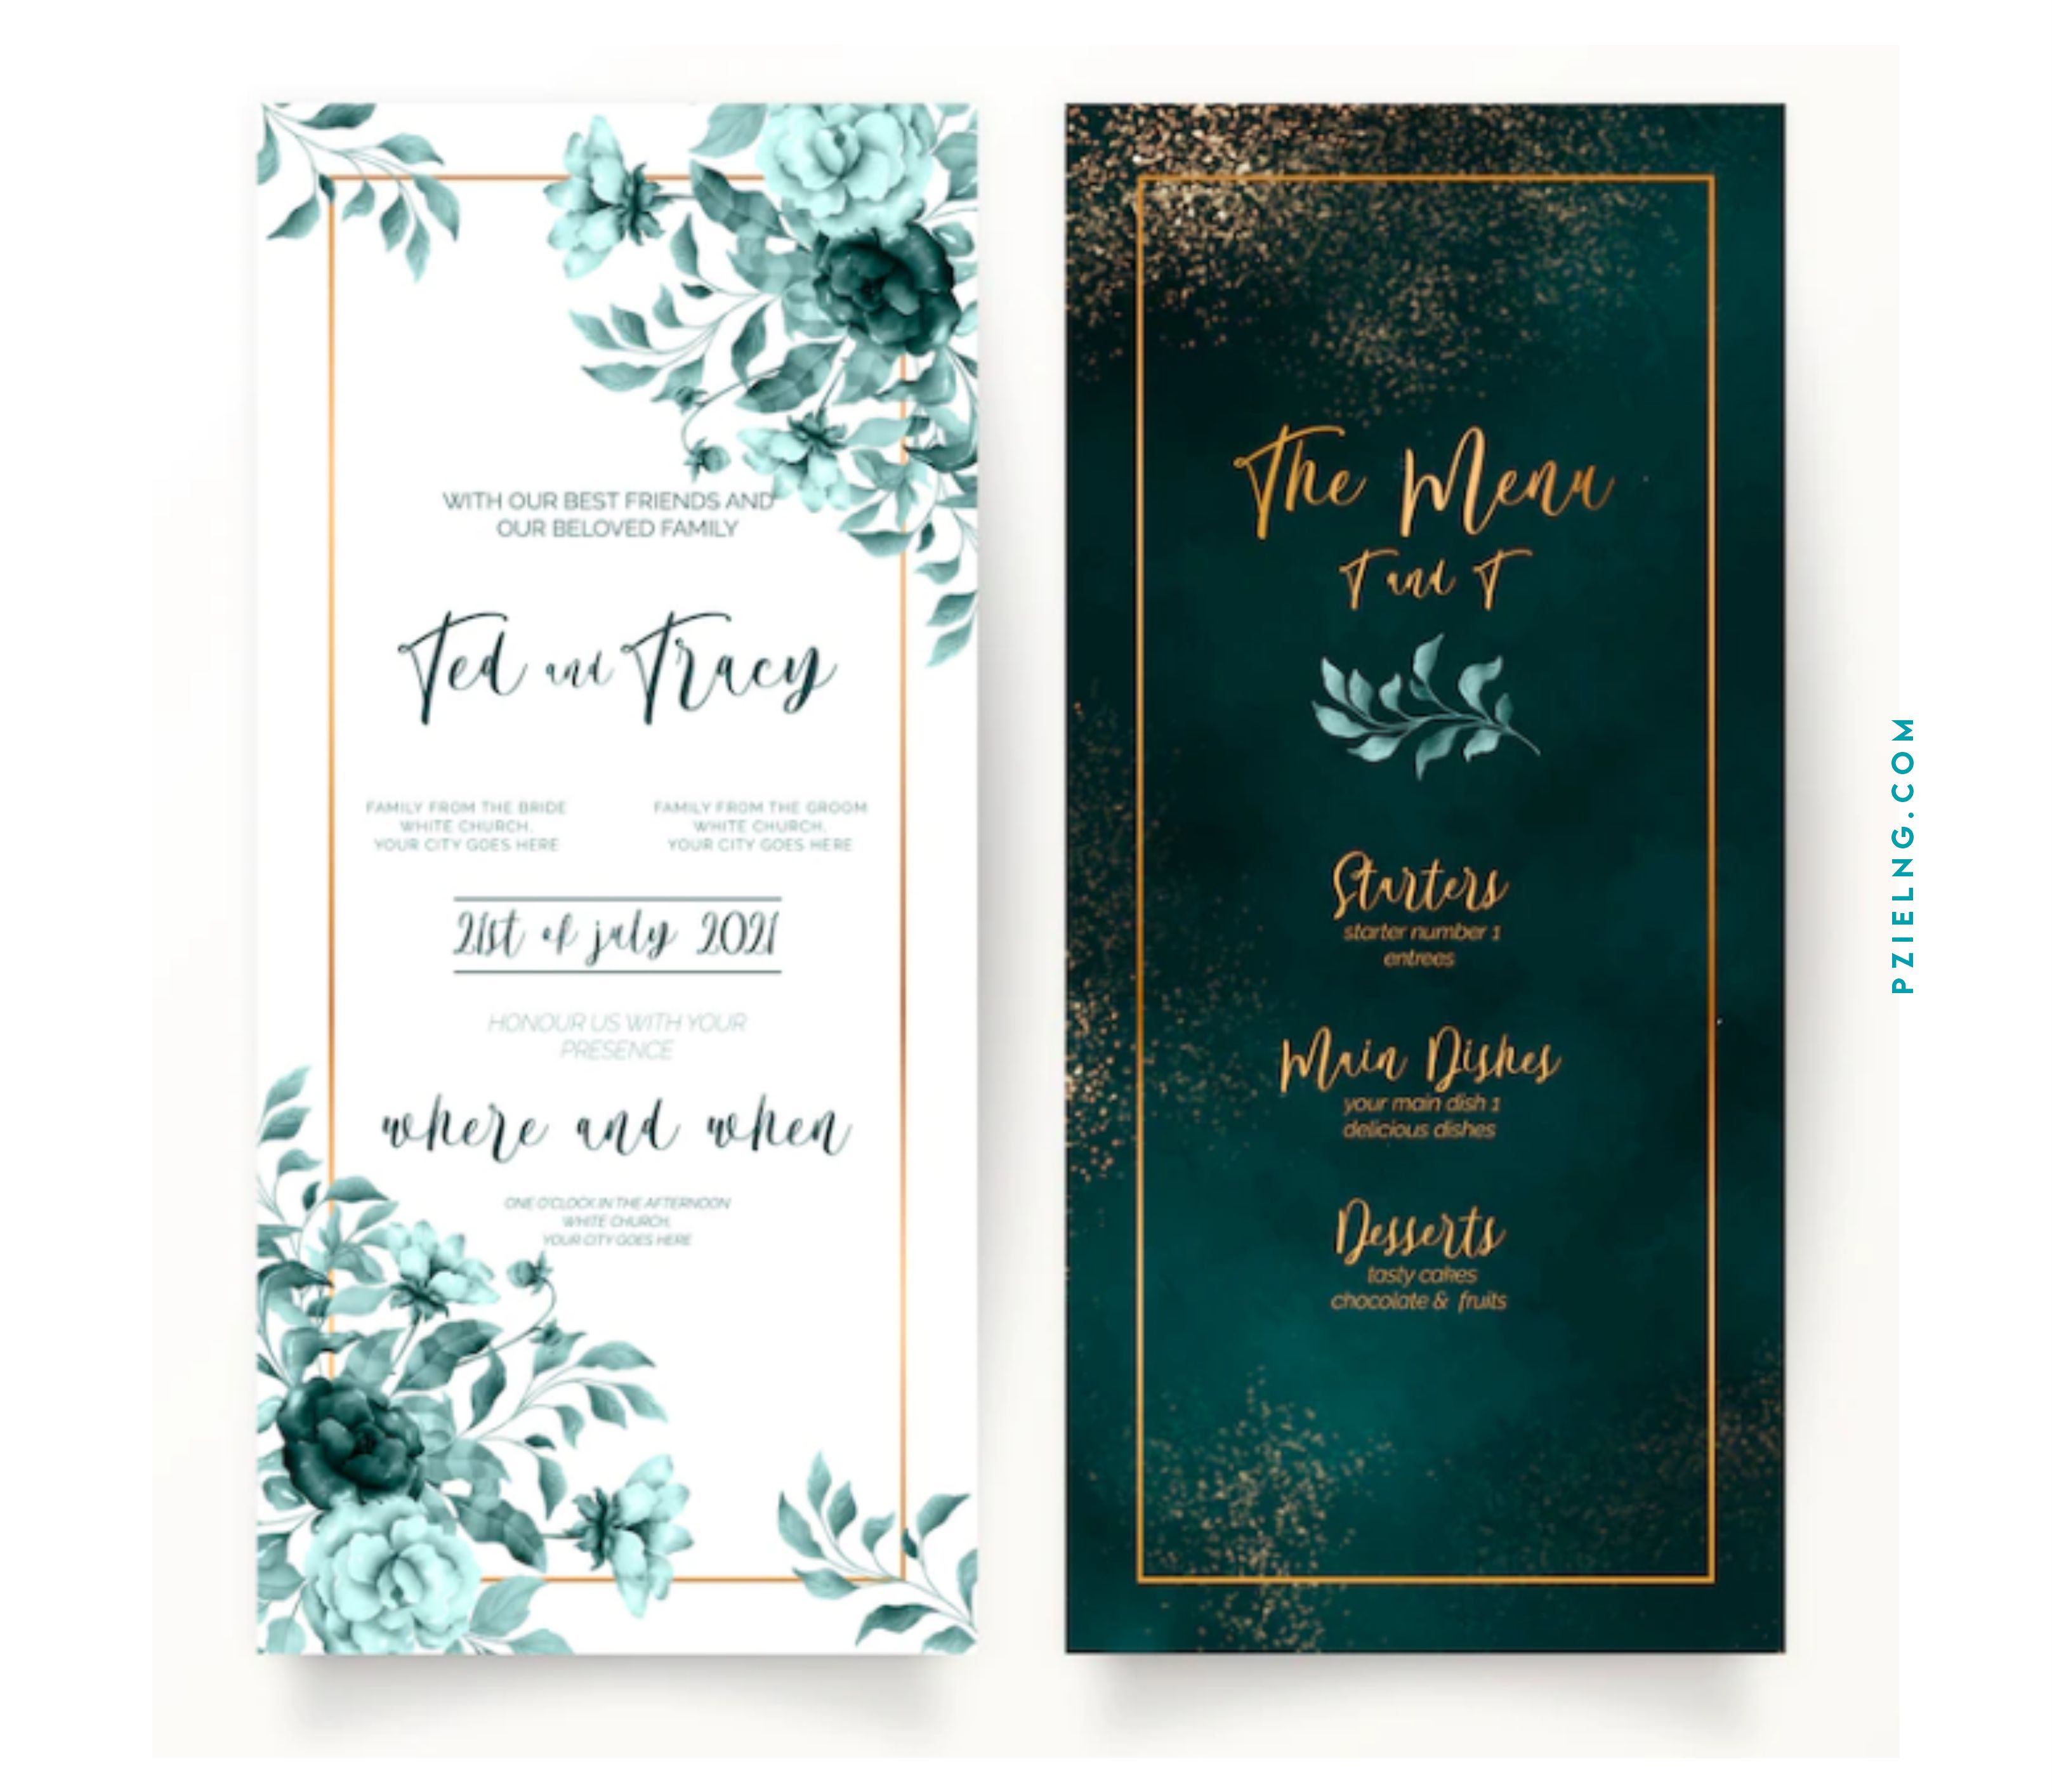 WITH OUR BEST FRIENDS AND
OUR BELOVED FAMILY
Ted and Tracy
FAMILY FROM THE BRIDE
WHITE CHURCH,
YOUR CITY GOES HERE
FAMILY FROM THE GROOM
WHITE CHURCH,
YOUR CITY GOES HERE
21st of july 2021
HONOUR US WITH YOUR
PRESENCE
where and when
ONE O'CLOCK IN THE AFTERNOON
WHITE CHURCH,
YOUR CITY GOES HERE
The Menu
T and T
Starters
starter number 1
entrees
Main Dishes
your main dish 1
delicious dishes
Desserts
tasty cakes
chocolate & fruits
PZIELNG.COM